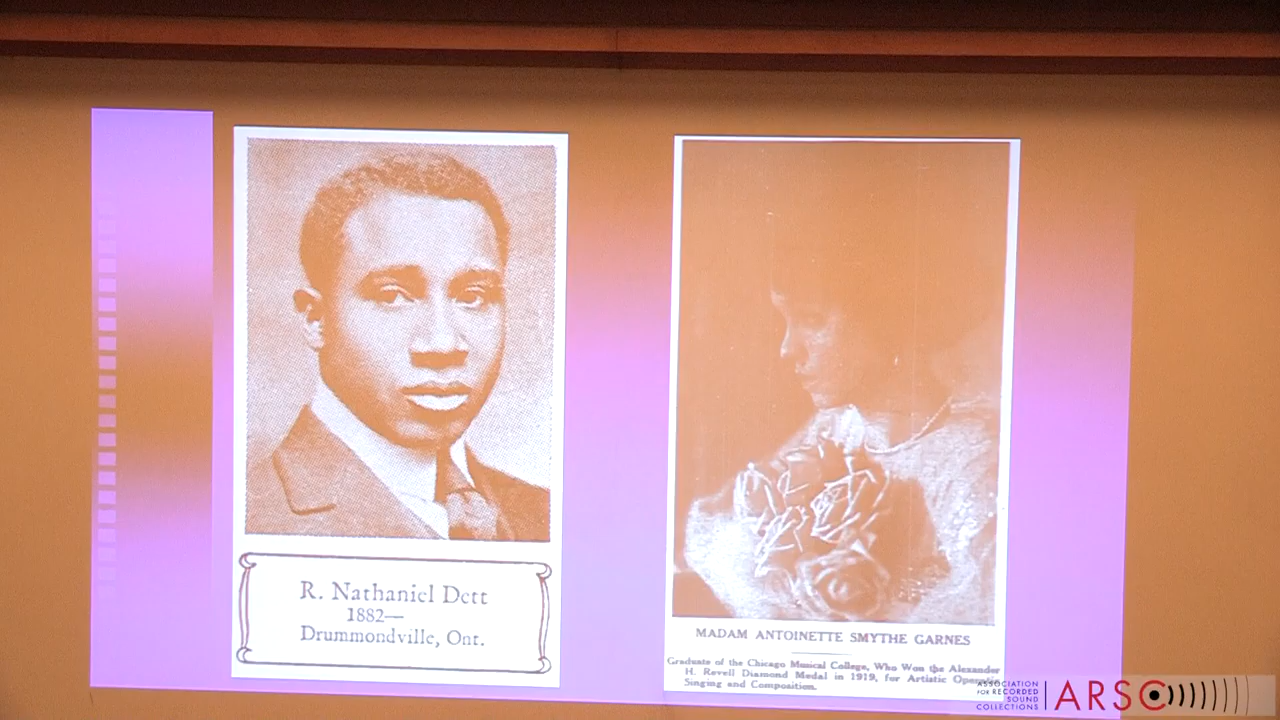 R. Nathaniel Dett
1882—
Drummondville, Ont.
MADAM ANTOINETTE SMYTHE GARNES
Graduate of the Chicago Musical College, Who Won the Alexander
H. Revell Diamond Medal in 1919, for Artistic Operatic
Singing and Composition.
ASSOCIATION
FOR RECORDED
SOUND
COLLECTIONS
ARSC